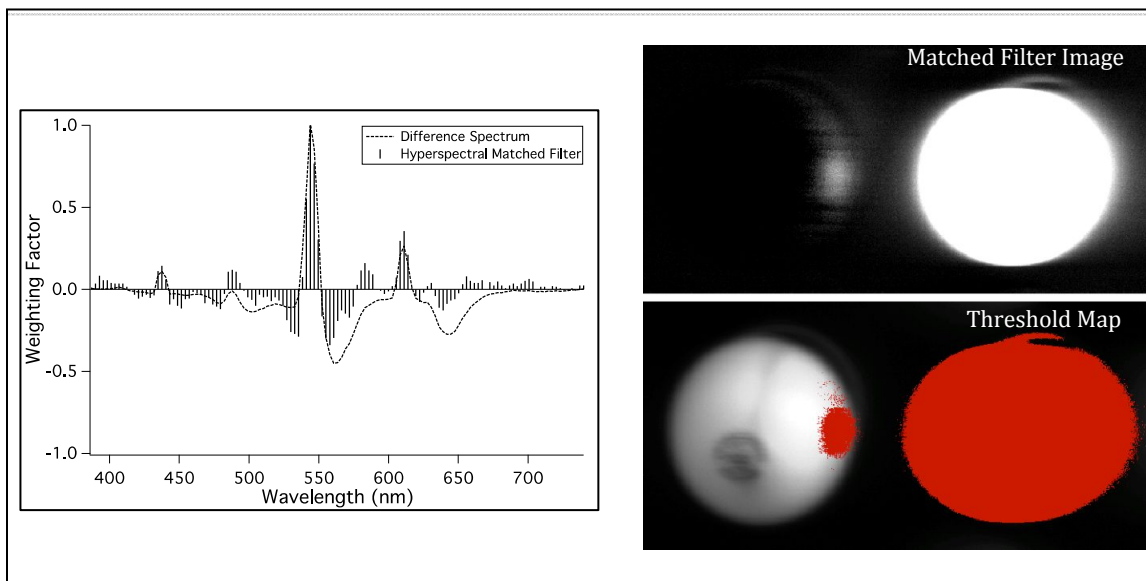 Matched Filter Image
1.0
Difference Spectrum
Hyperspectral Matched Filter
0.5
Weighting Factor
0.0
-0.5
-1.0
400 450 500 550 600 650 700
Wavelength (nm)
Threshold Map